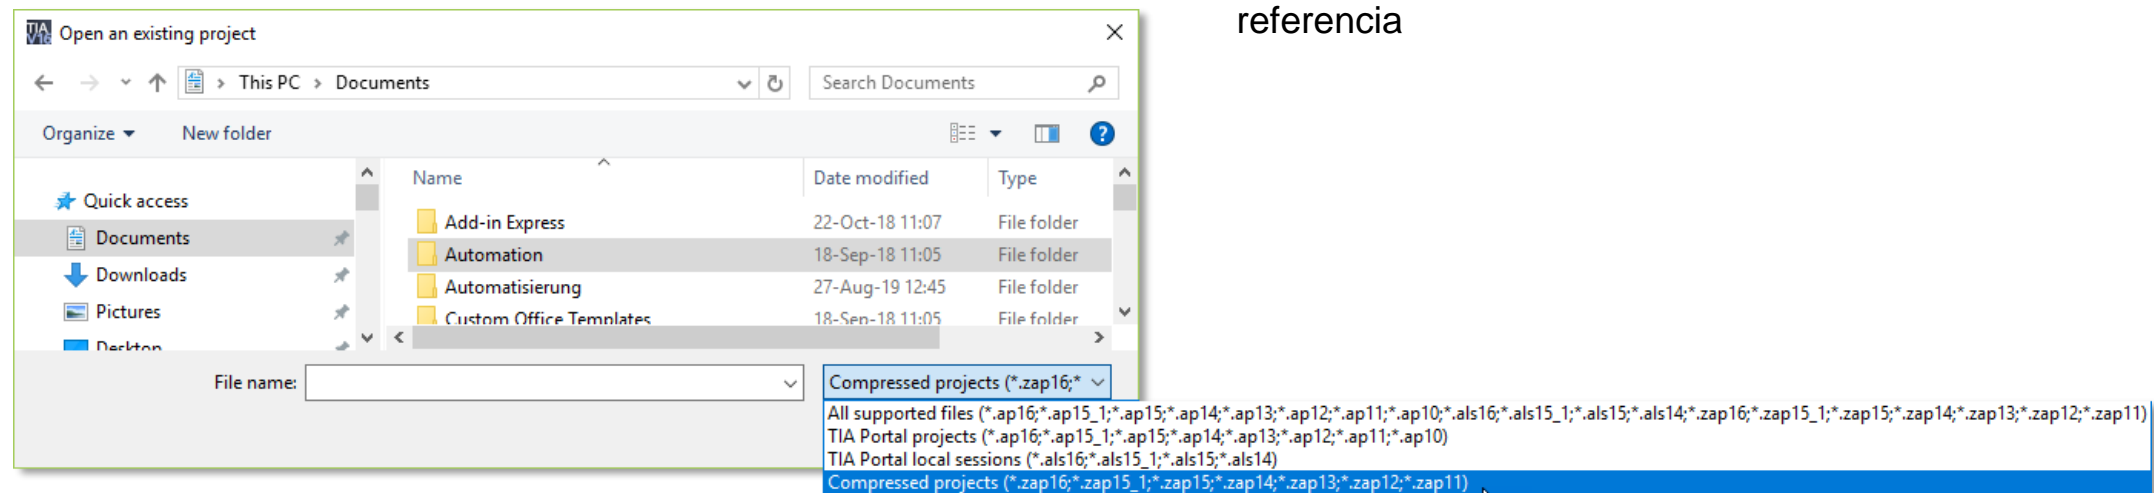 referencia
Open an existing project
This PC > Documents
Search Documents
Organize New folder
Name Date modified Type
Quick access
Documents
Downloads
Pictures
Desktop
Add-in Express 22-Oct-18 11:07 File folder
Automation 18-Sep-18 11:05 File folder
Automatisierung 27-Aug-19 12:45 File folder
Custom Office Templates 18-Sep-18 11:05 File folder
File name: Compressed projects (*.zap16;*
All supported files (*.ap16;*.ap15_1;*.ap15;*.ap14;*.ap13;*.ap12;*.ap11;*.ap10;*.als16;*.als15_1;*.als15;*.als14;*.zap16;*.zap15_1;*.zap15;*.zap14;*.zap13;*.zap12;*.zap11)
TIA Portal projects (*.ap16;*.ap15_1;*.ap15;*.ap14;*.ap13;*.ap12;*.ap11;*.ap10)
TIA Portal local sessions (*.als16;*.als15_1;*.als15;*.als14)
Compressed projects (*.zap16;*.zap15_1;*.zap15;*.zap14;*.zap13;*.zap12;*.zap11)